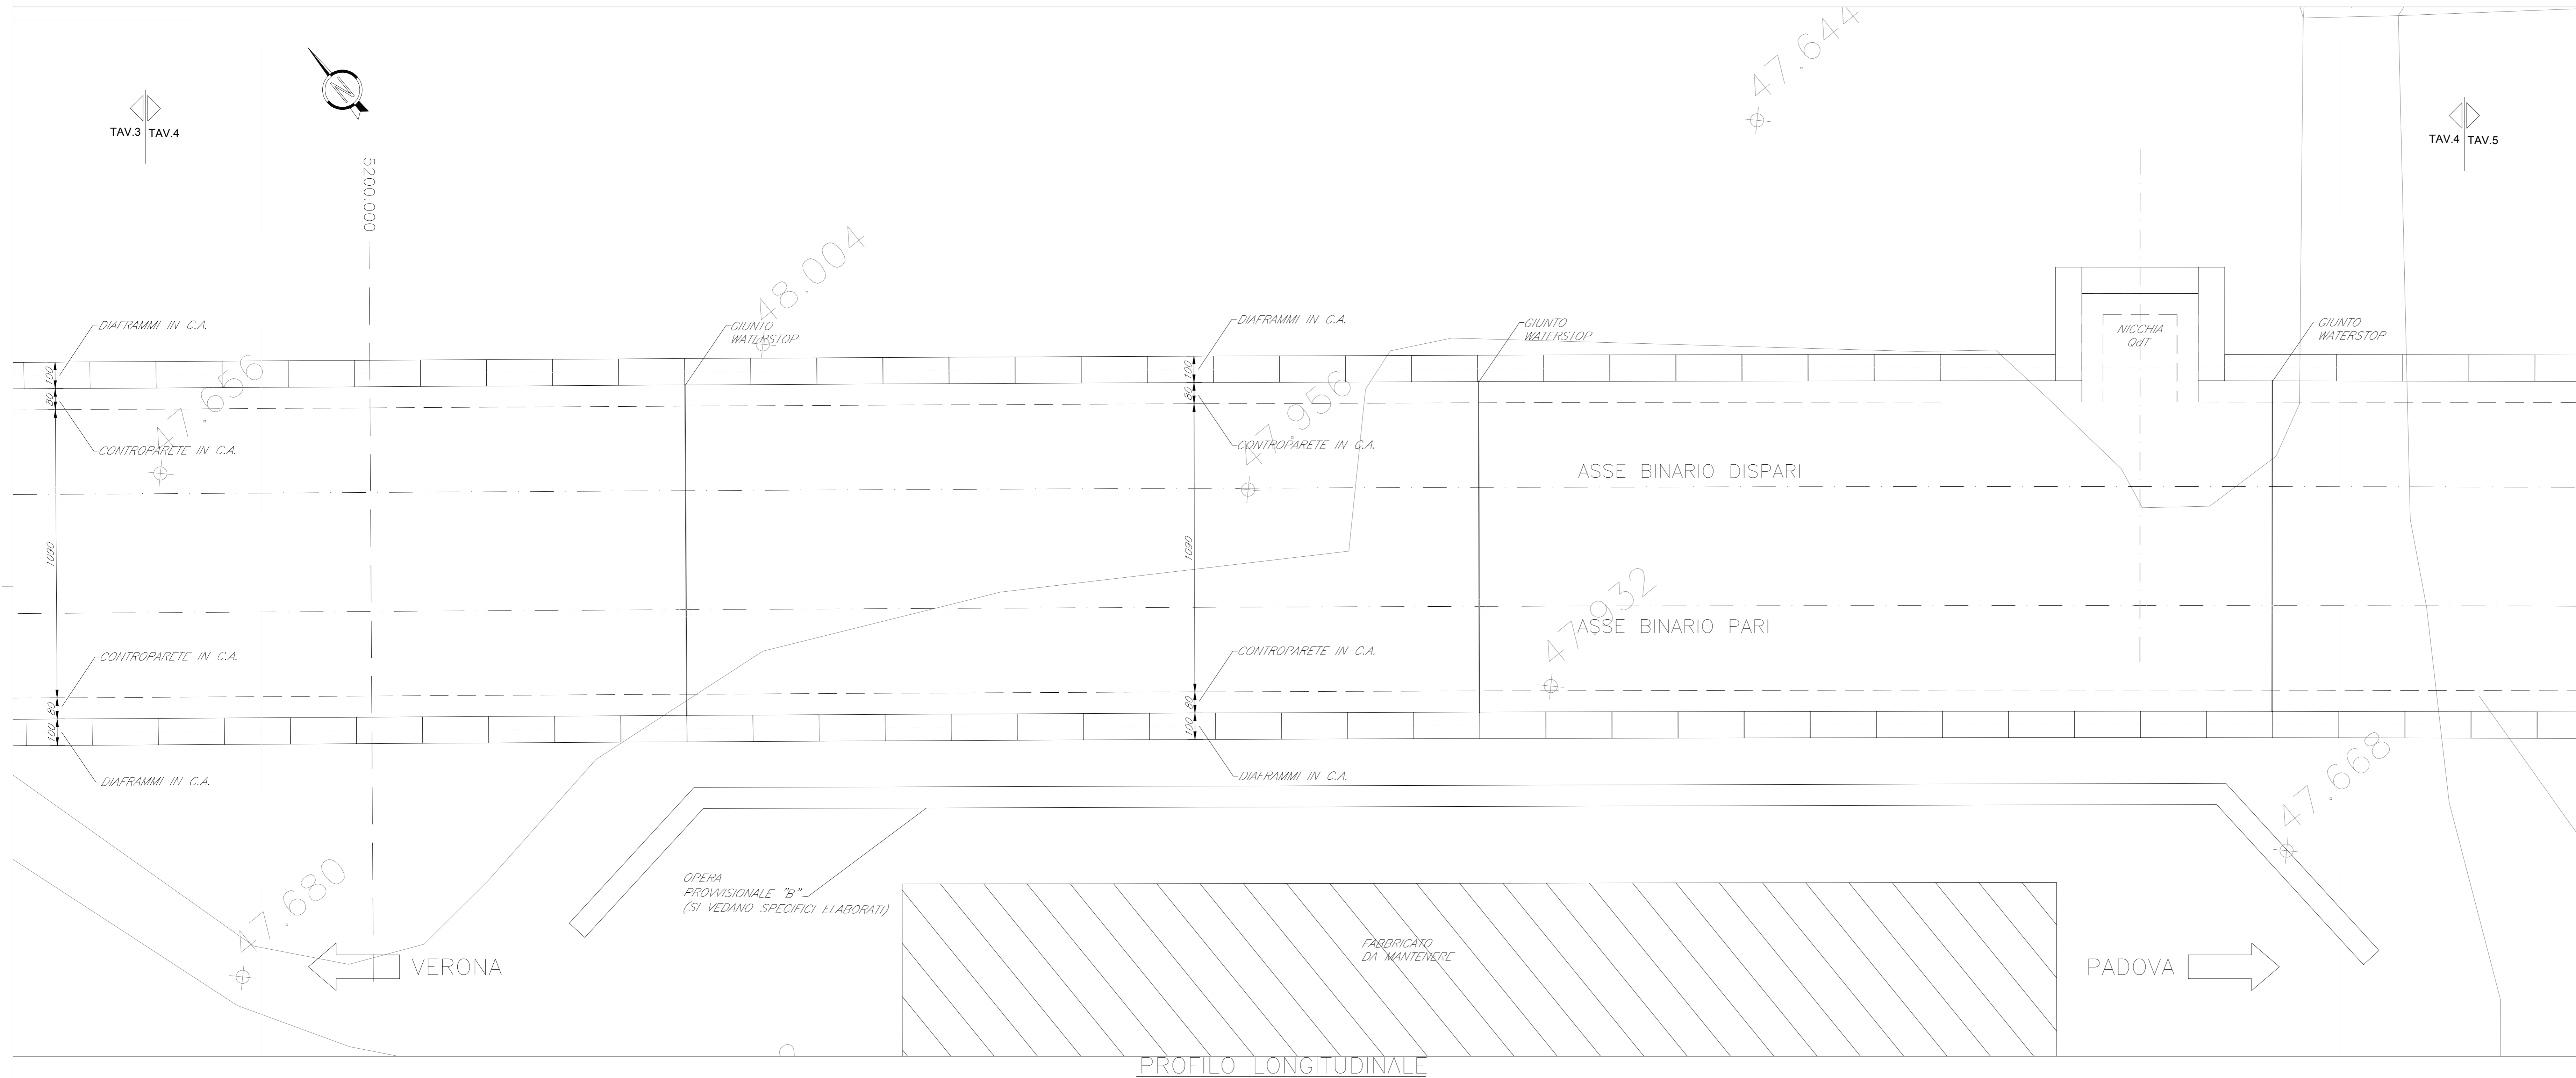 47.644
TAV.3 TAV.4
N
TAV.4 TAV.5
5200.000
48.004
DIAFRAMMI IN C.A.
GIUNTO
WATERSTOP
DIAFRAMMI IN C.A.
GIUNTO
WATERSTOP
NICCHIA
QdT
GIUNTO
WATERSTOP
100
80
47.656
100
80
47.956
CONTROPARETE IN C.A.
CONTROPARETE IN C.A.
ASSE BINARIO DISPARI
1090
1090
47.932
ASSE BINARIO PARI
CONTROPARETE IN C.A.
CONTROPARETE IN C.A.
80
100
80
100
DIAFRAMMI IN C.A.
DIAFRAMMI IN C.A.
47.668
47.680
OPERA
PROVVISIONALE "B"
(SI VEDANO SPECIFICI ELABORATI)
FABBRICATO
DA MANTENERE
VERONA
PADOVA
PROFILO LONGITUDINALE